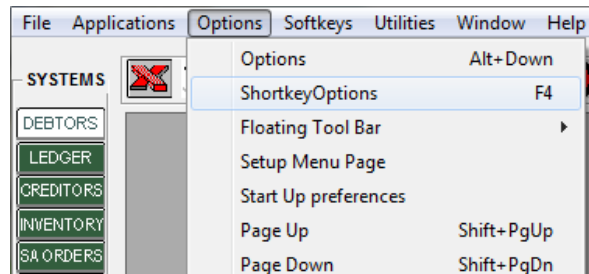 File Applications Options Softkeys Utilities Window Help
Options Alt+Down
SYSTEMS
ShortkeyOptions F4
DEBTORS
Floating Tool Bar
LEDGER
Setup Menu Page
CREDITORS
Start Up preferences
INVENTORY
Page Up Shift+PgUp
SA ORDERS
Page Down Shift+PgDn